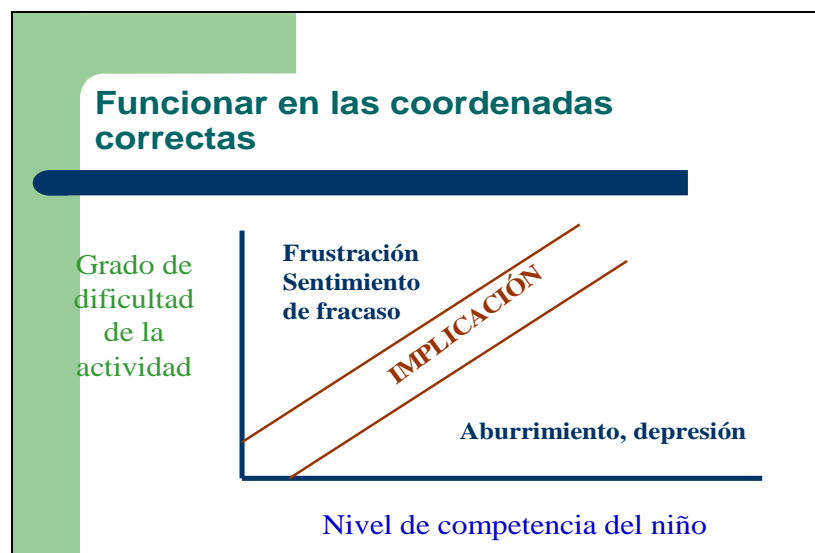 Funcionar en las coordenadas
correctas
Grado de
dificultad
de la
actividad
Frustración
Sentimiento
de fracaso
IMPLICACIÓN
Aburrimiento, depresión
Nivel de competencia del niño